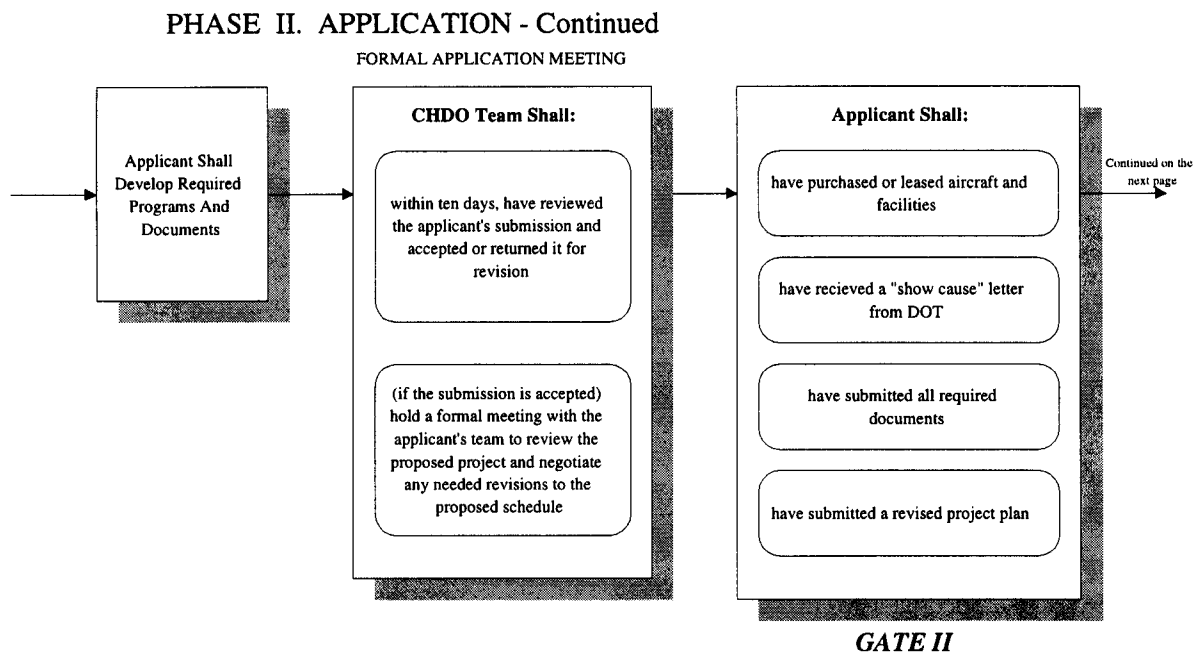 PHASE II. APPLICATION - Continued
FORMAL APPLICATION MEETING
Applicant Shall
Develop Required
Programs And
Documents
CHDO Team Shall:
within ten days, have reviewed
the applicant's submission and
accepted or returned it for
revision
(if the submission is accepted)
hold a formal meeting with the
applicant's team to review the
proposed project and negotiate
any needed revisions to the
proposed schedule
Applicant Shall:
have purchased or leased aircraft and
facilities
have recieved a "show cause" letter
from DOT
have submitted all required
documents
have submitted a revised project plan
Continued on the
next page
GATE II